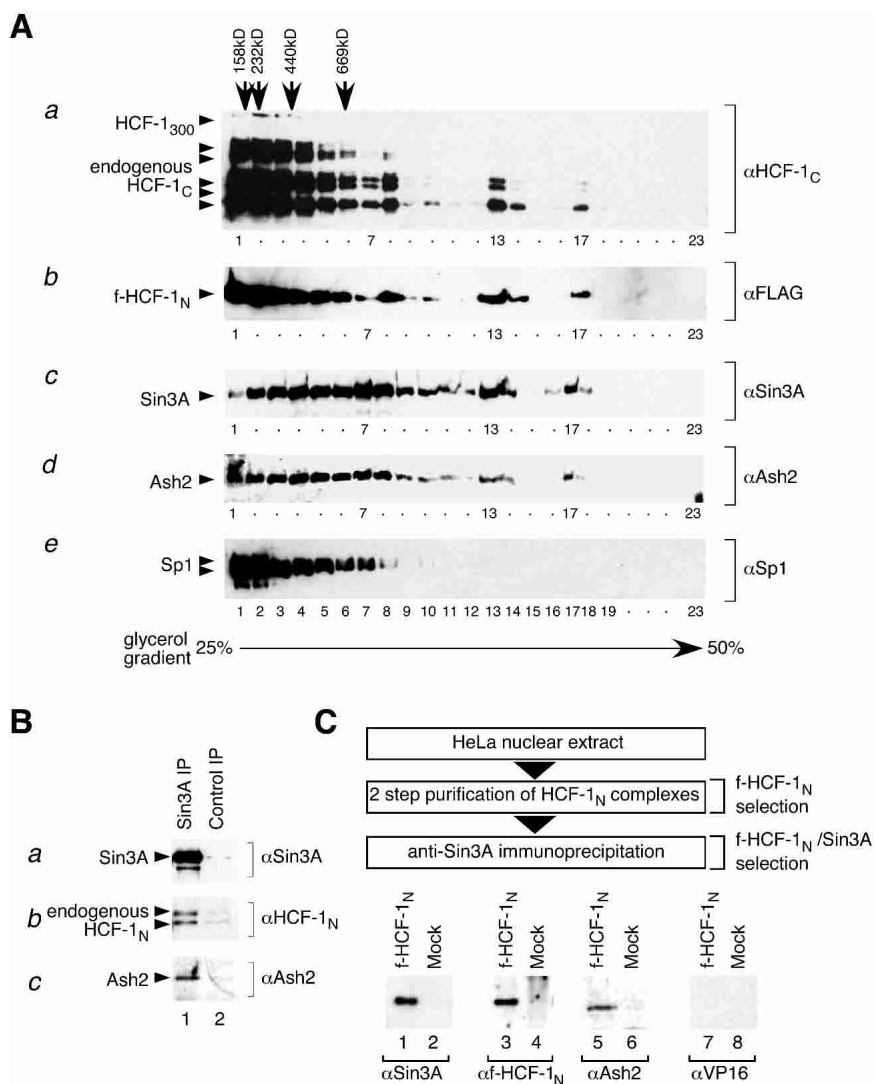 A
158kD 232kD 440kD 669kD
a
HCF-1300
endogenous
HCF-1C
αHCF-1C
1 . . . . . 7 . . . . . 13 . . . 17 . . . . . 23
b
f-HCF-1N
αFLAG
1 . . . . . 7 . . . . . 13 . . . 17 . . . . . 23
c
Sin3A
αSin3A
1 . . . . . 7 . . . . . 13 . . . 17 . . . . . 23
d
Ash2
αAsh2
1 . . . . . 7 . . . . . 13 . . . 17 . . . . . 23
e
Sp1
αSp1
1 2 3 4 5 6 7 8 9 10 11 12 13 14 15 16 17 18 19 . . . 23
glycerol
gradient
25% 50%
B
Sin3A IP Control IP
a
Sin3A
αSin3A
b
endogenous
HCF-1N
αHCF-1N
c
Ash2
αAsh2
1 2
C
HeLa nuclear extract
2 step purification of HCF-1N complexes
f-HCF-1N
selection
anti-Sin3A immunoprecipitation
f-HCF-1N/Sin3A
selection
f-HCF-1N Mock f-HCF-1N Mock f-HCF-1N Mock f-HCF-1N Mock
1 2 3 4 5 6 7 8
αSin3A αf-HCF-1N αAsh2 αVP16